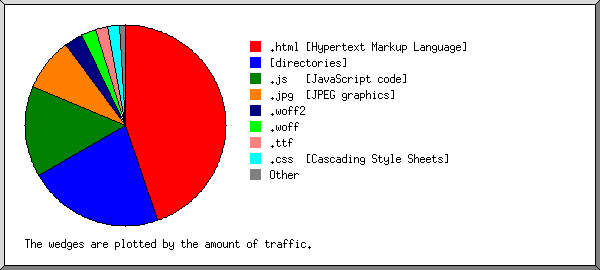 .html [Hypertext Markup Language]
[directories]
.js [JavaScript code]
.jpg [JPEG graphics]
.woff2
.woff
.ttf
.css [Cascading Style Sheets]
Other
The wedges are plotted by the amount of traffic.